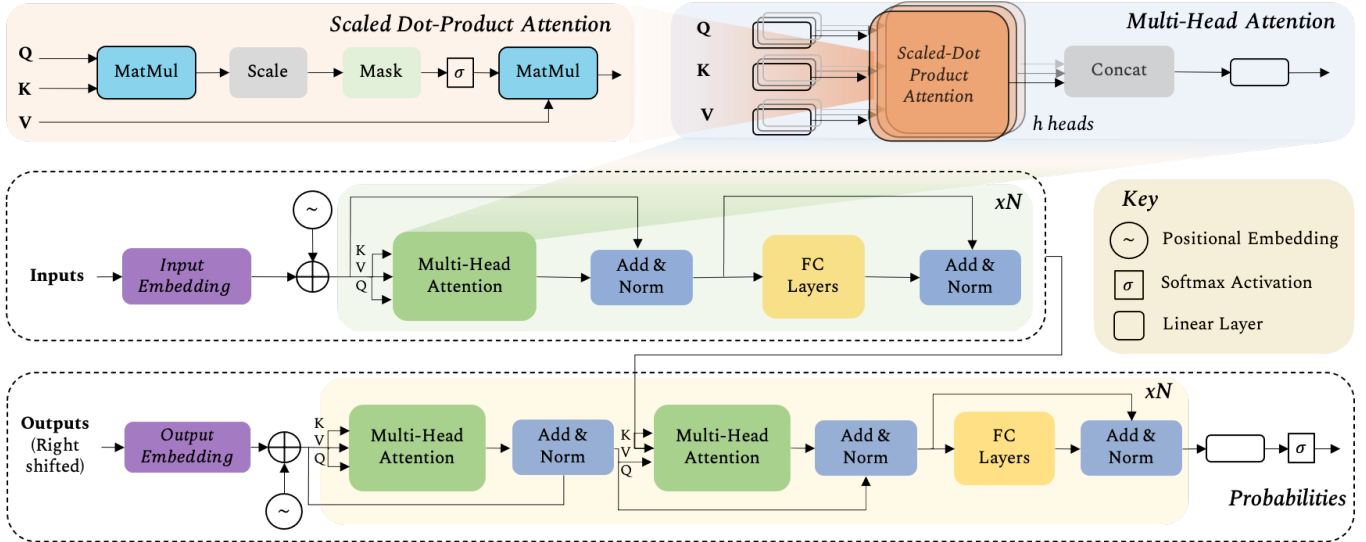 Scaled Dot-Product Attention
Q
K
V
MatMul
Scale
Mask
σ
MatMul
Multi-Head Attention
Q
K
V
Scaled-Dot
Product
Attention
Concat
h heads
~
xN
Inputs
Input
Embedding
K
V
Q
Multi-Head
Attention
Add &
Norm
FC
Layers
Add &
Norm
Key
~
Positional Embedding
σ
Softmax Activation
Linear Layer
Outputs
(Right
shifted)
Output
Embedding
~
K
V
Q
Multi-Head
Attention
Add &
Norm
K
V
Q
Multi-Head
Attention
Add &
Norm
FC
Layers
xN
Add &
Norm
σ
Probabilities